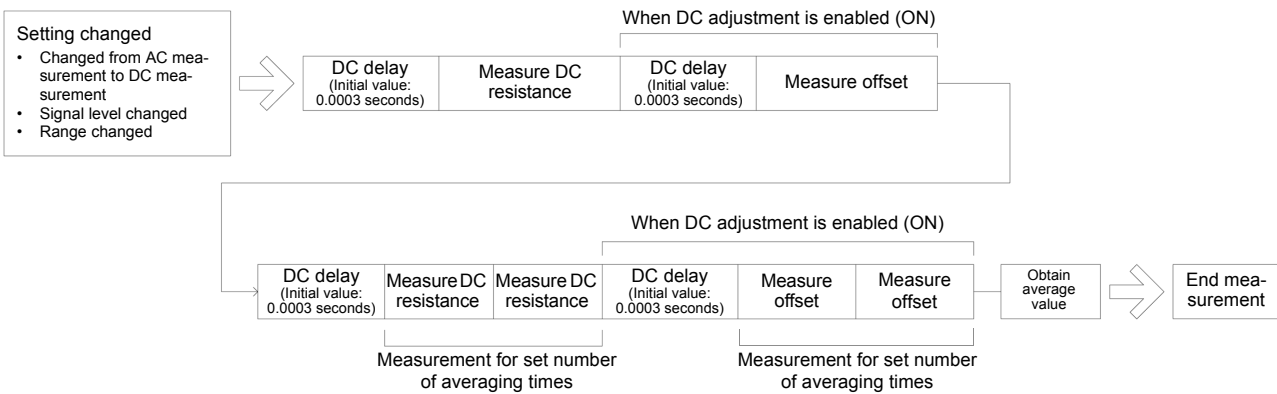 Setting changed
• Changed from AC mea-
surement to DC mea-
surement
• Signal level changed
• Range changed
When DC adjustment is enabled (ON)
DC delay
(Initial value:
0.0003 seconds)
Measure DC
resistance
DC delay
(Initial value:
0.0003 seconds)
Measure offset
When DC adjustment is enabled (ON)
DC delay
(Initial value:
0.0003 seconds)
Measure DC
resistance
Measure DC
resistance
DC delay
(Initial value:
0.0003 seconds)
Measure
offset
Measure
offset
Obtain
average
value
End mea-
surement
Measurement for set number
of averaging times
Measurement for set number
of averaging times